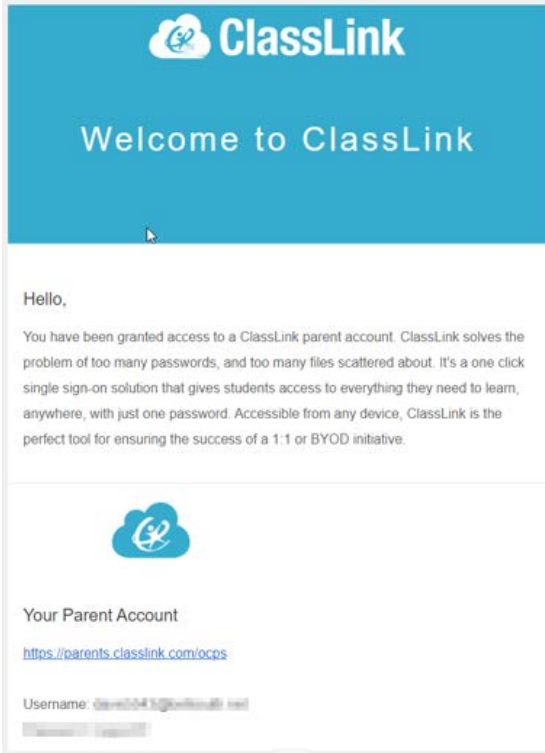 ClassLink
Welcome to ClassLink
Hello,
You have been granted access to a ClassLink parent account. ClassLink solves the
problem of too many passwords, and too many files scattered about. It's a one click
single sign-on solution that gives students access to everything they need to learn,
anywhere, with just one password. Accessible from any device, ClassLink is the
perfect tool for ensuring the success of a 1:1 or BYOD initiative.
Your Parent Account
https://parents.classlink.com/ocps
Username: